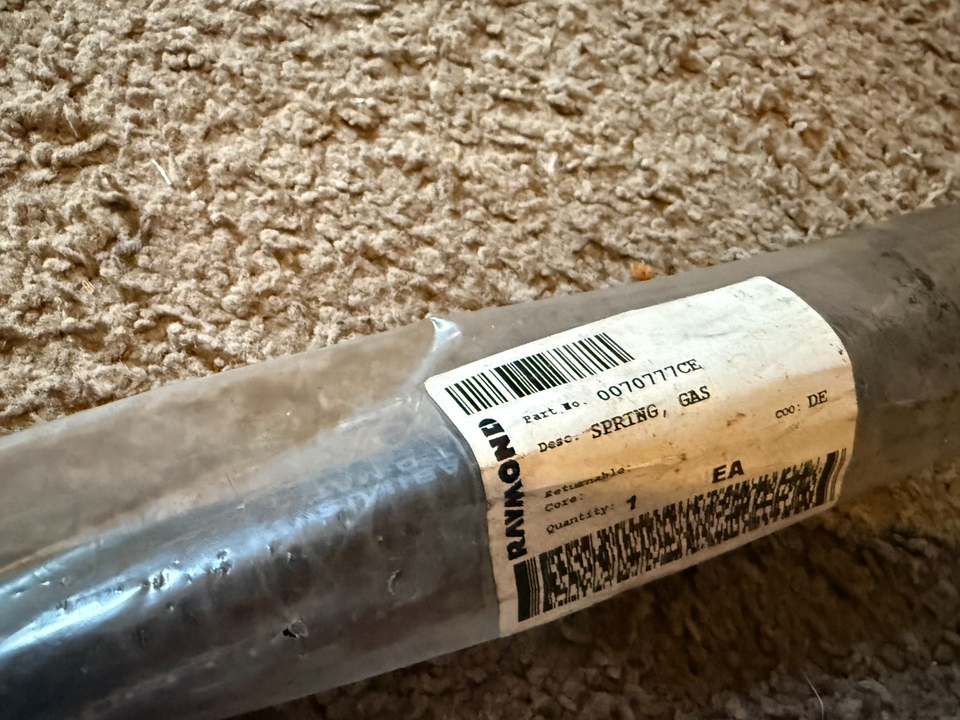 RAYMOND
Part No. 0070777CE
Desc. SPRING, GAS
COO: DE
Returnable:
Core:
Quantity: 1 EA